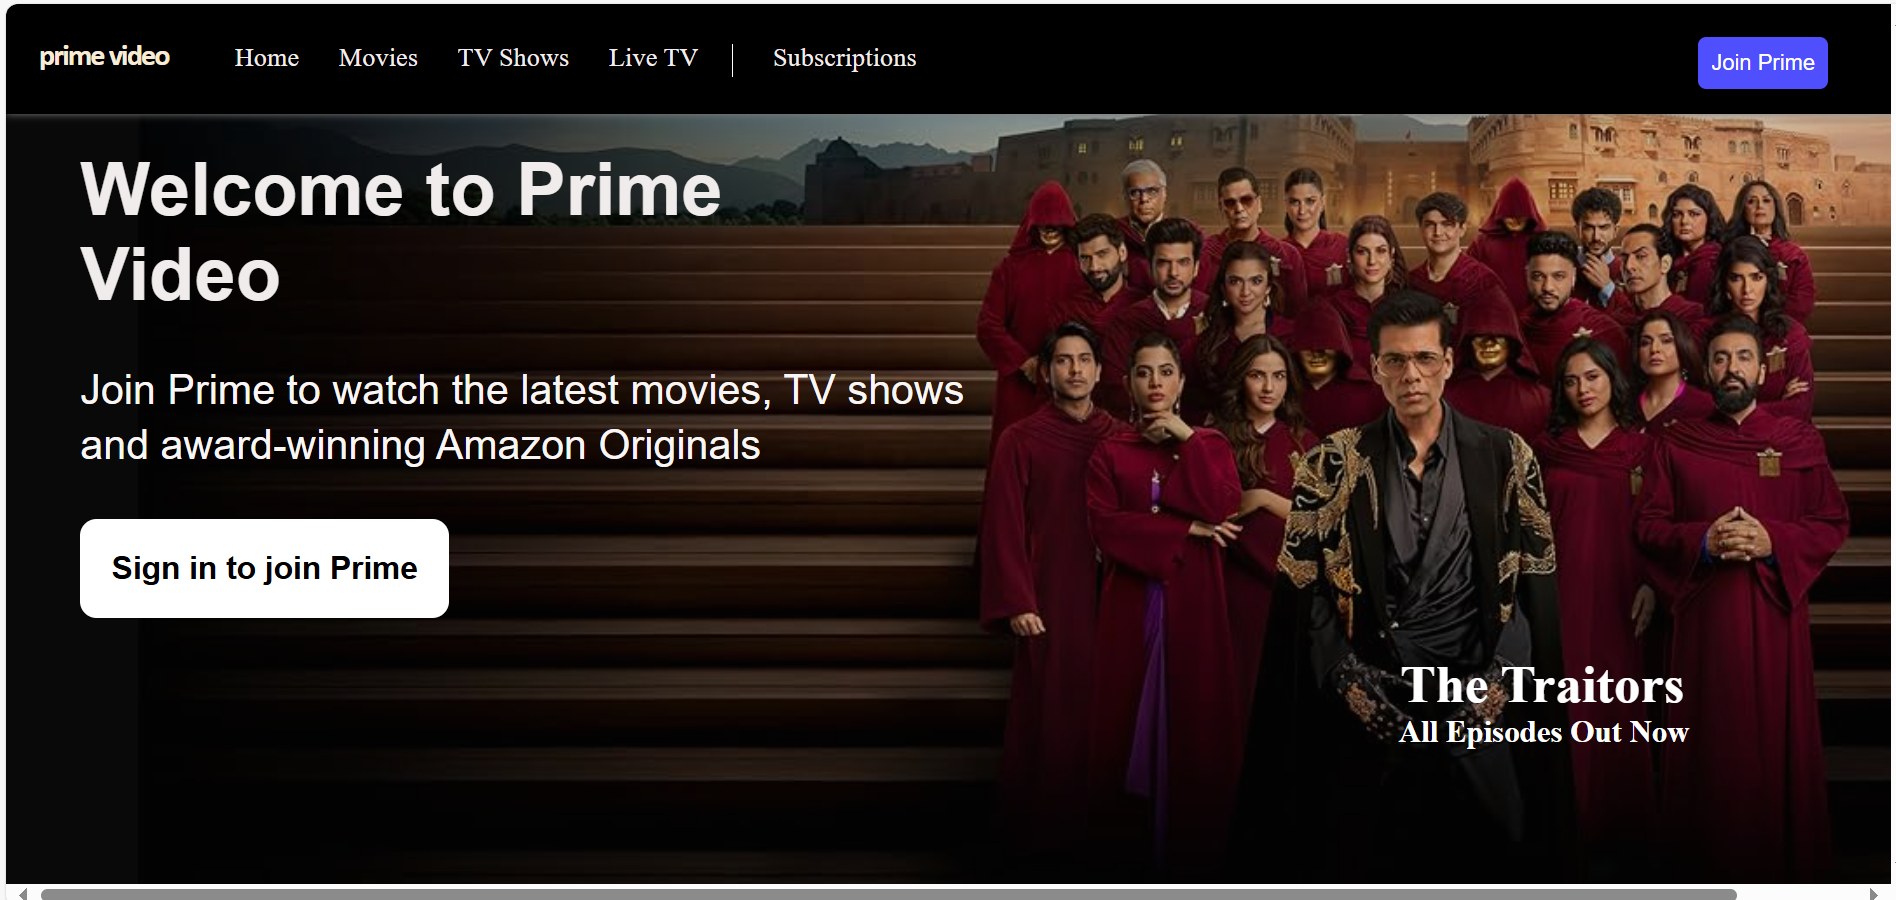 prime video
Home Movies TV Shows Live TV Subscriptions
Join Prime
Welcome to Prime
Video
Join Prime to watch the latest movies, TV shows
and award-winning Amazon Originals
Sign in to join Prime
The Traitors
All Episodes Out Now